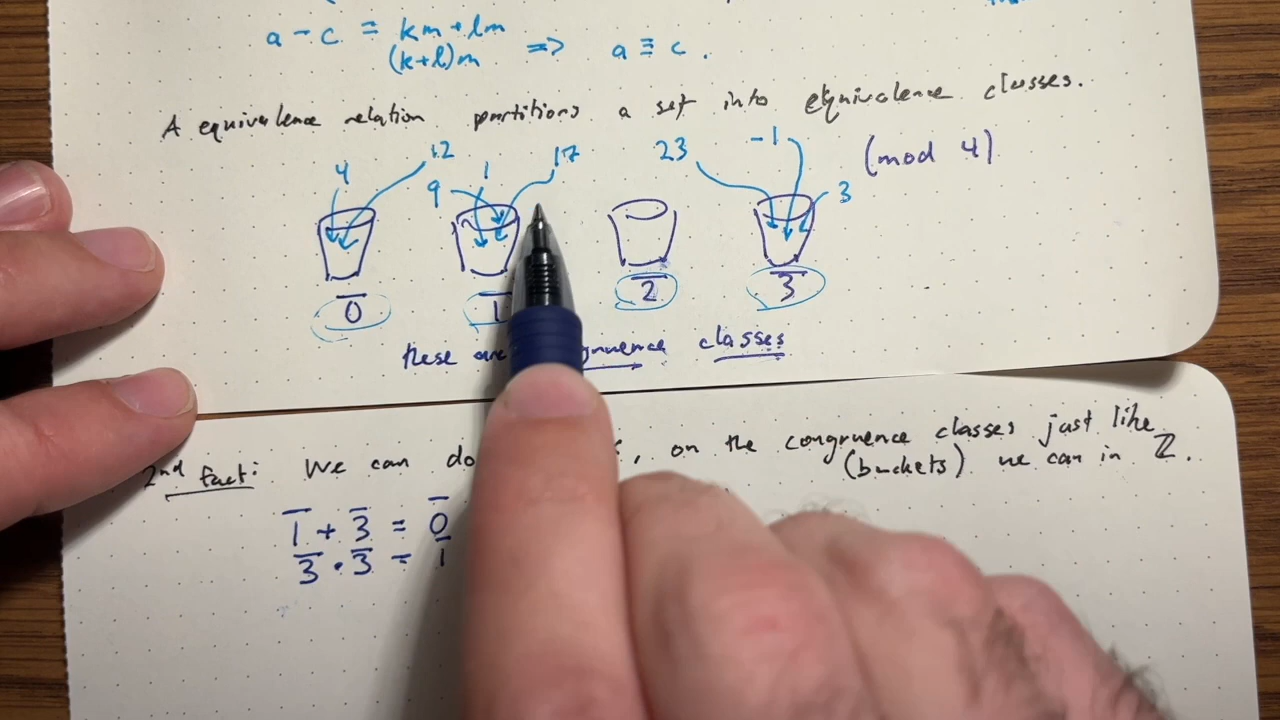 a - c = km + lm
(k+l)m => a ≡ c.
A equivalence relation partitions a set into equivalence classes.
4 12 9 1 17 23 -1 3 (mod 4)
0̅ 1̅ 2̅ 3̅
these are classes
2nd fact: We can do on the congruence classes just like
(buckets) we can in ℤ.
1̅ + 3̅ = 0̅
3̅ · 3̅ = 1̅